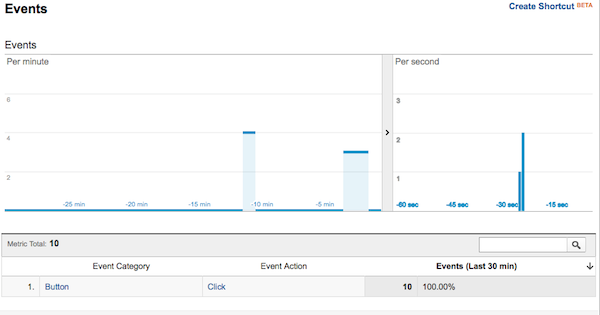 Events
Create Shortcut BETA
Events
Per minute
Per second
6
4
2
-25 min
-20 min
-15 min
-10 min
-5 min
3
2
1
-60 sec
-45 sec
-30 sec
-15 sec
Metric Total: 10
Event Category
Event Action
Events (Last 30 min)
1. Button Click 10 100.00%